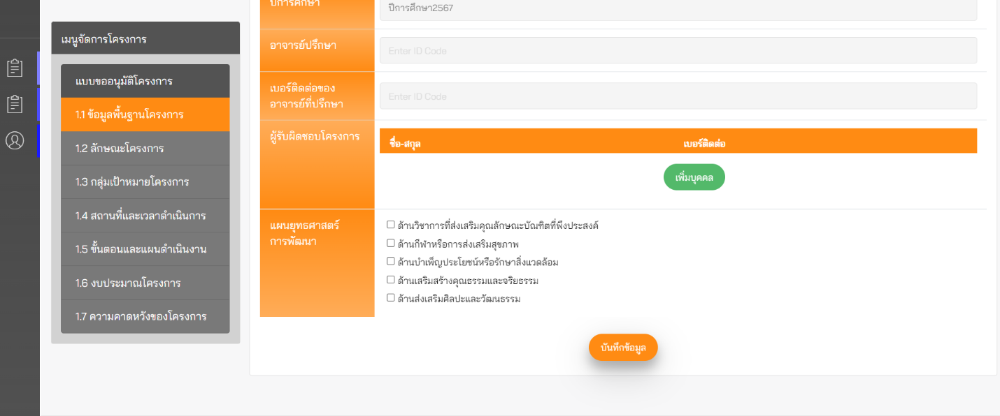 เมนูจัดการโครงการ
แบบขออนุมัติโครงการ
1.1 ข้อมูลพื้นฐานโครงการ
1.2 ลักษณะโครงการ
1.3 กลุ่มเป้าหมายโครงการ
1.4 สถานที่และเวลาดำเนินการ
1.5 ขั้นตอนและแผนดำเนินงาน
1.6 งบประมาณโครงการ
1.7 ความคาดหวังของโครงการ
ปีการศึกษา
ปีการศึกษา2567
อาจารย์ปรึกษา
Enter ID Code
เบอร์ติดต่อของ
อาจารย์ที่ปรึกษา
Enter ID Code
ผู้รับผิดชอบโครงการ
ชื่อ-สกุล
เบอร์ติดต่อ
เพิ่มบุคคล
แผนยุทธศาสตร์
การพัฒนา
ด้านวิชาการที่ส่งเสริมคุณลักษณะบัณฑิตที่พึงประสงค์
ด้านกีฬาหรือการส่งเสริมสุขภาพ
ด้านบำเพ็ญประโยชน์หรือรักษาสิ่งแวดล้อม
ด้านเสริมสร้างคุณธรรมและจริยธรรม
ด้านส่งเสริมศิลปะและวัฒนธรรม
บันทึกข้อมูล